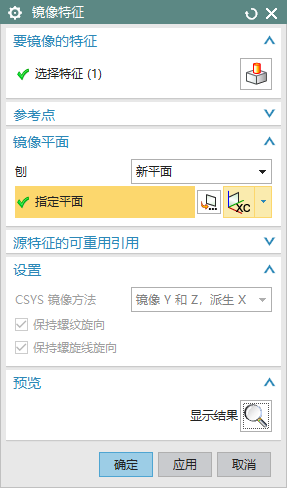 镜像特征
要镜像的特征
选择特征 (1)
参考点
镜像平面
刨
新平面
指定平面
XC
源特征的可重用引用
设置
CSYS 镜像方法
镜像 Y 和 Z，派生 X
保持螺纹旋向
保持螺旋线旋向
预览
显示结果
确定
应用
取消